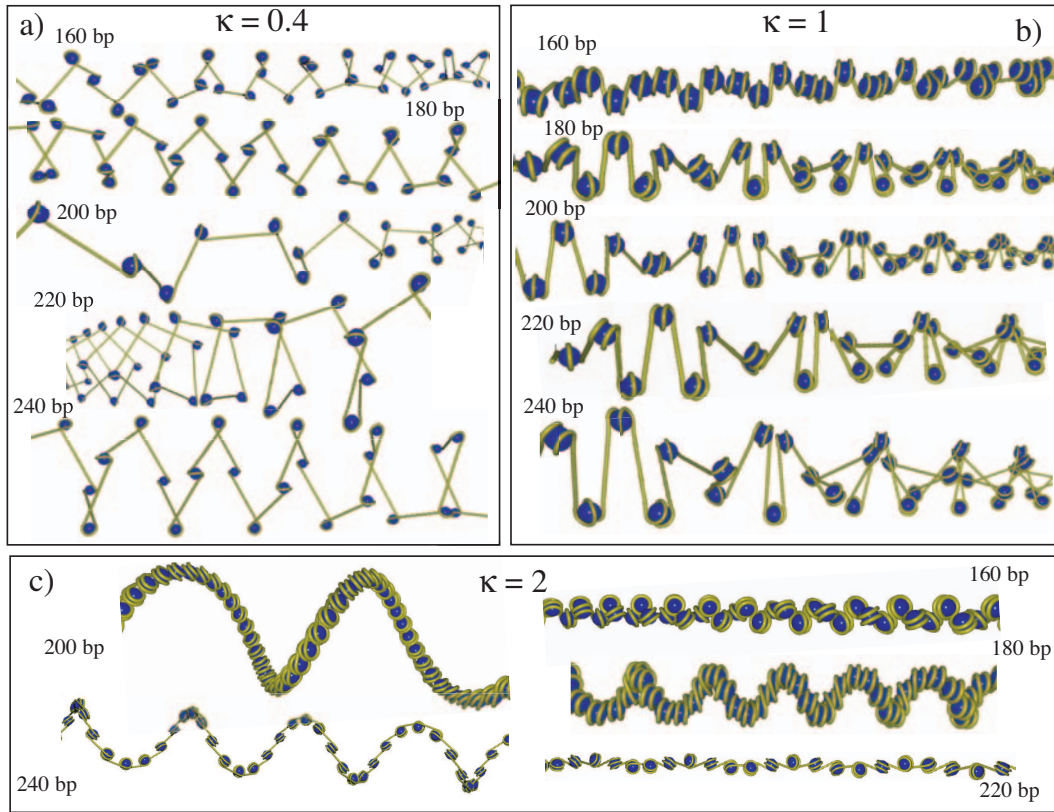 a)
κ = 0.4
160 bp
180 bp
200 bp
220 bp
240 bp
κ = 1
b)
160 bp
180 bp
200 bp
220 bp
240 bp
c)
κ = 2
200 bp
240 bp
160 bp
180 bp
220 bp